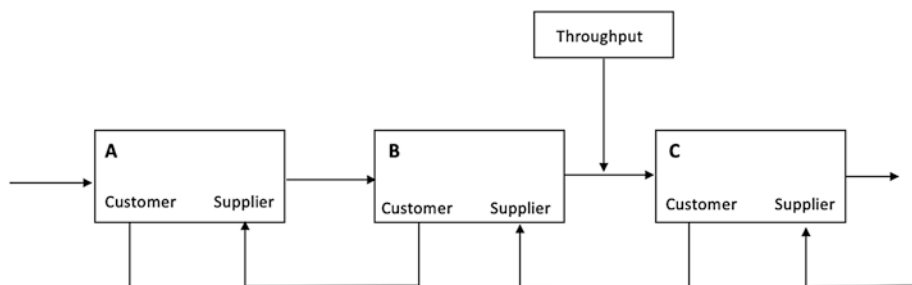 Throughput
A
B
C
Customer Supplier
Customer Supplier
Customer Supplier